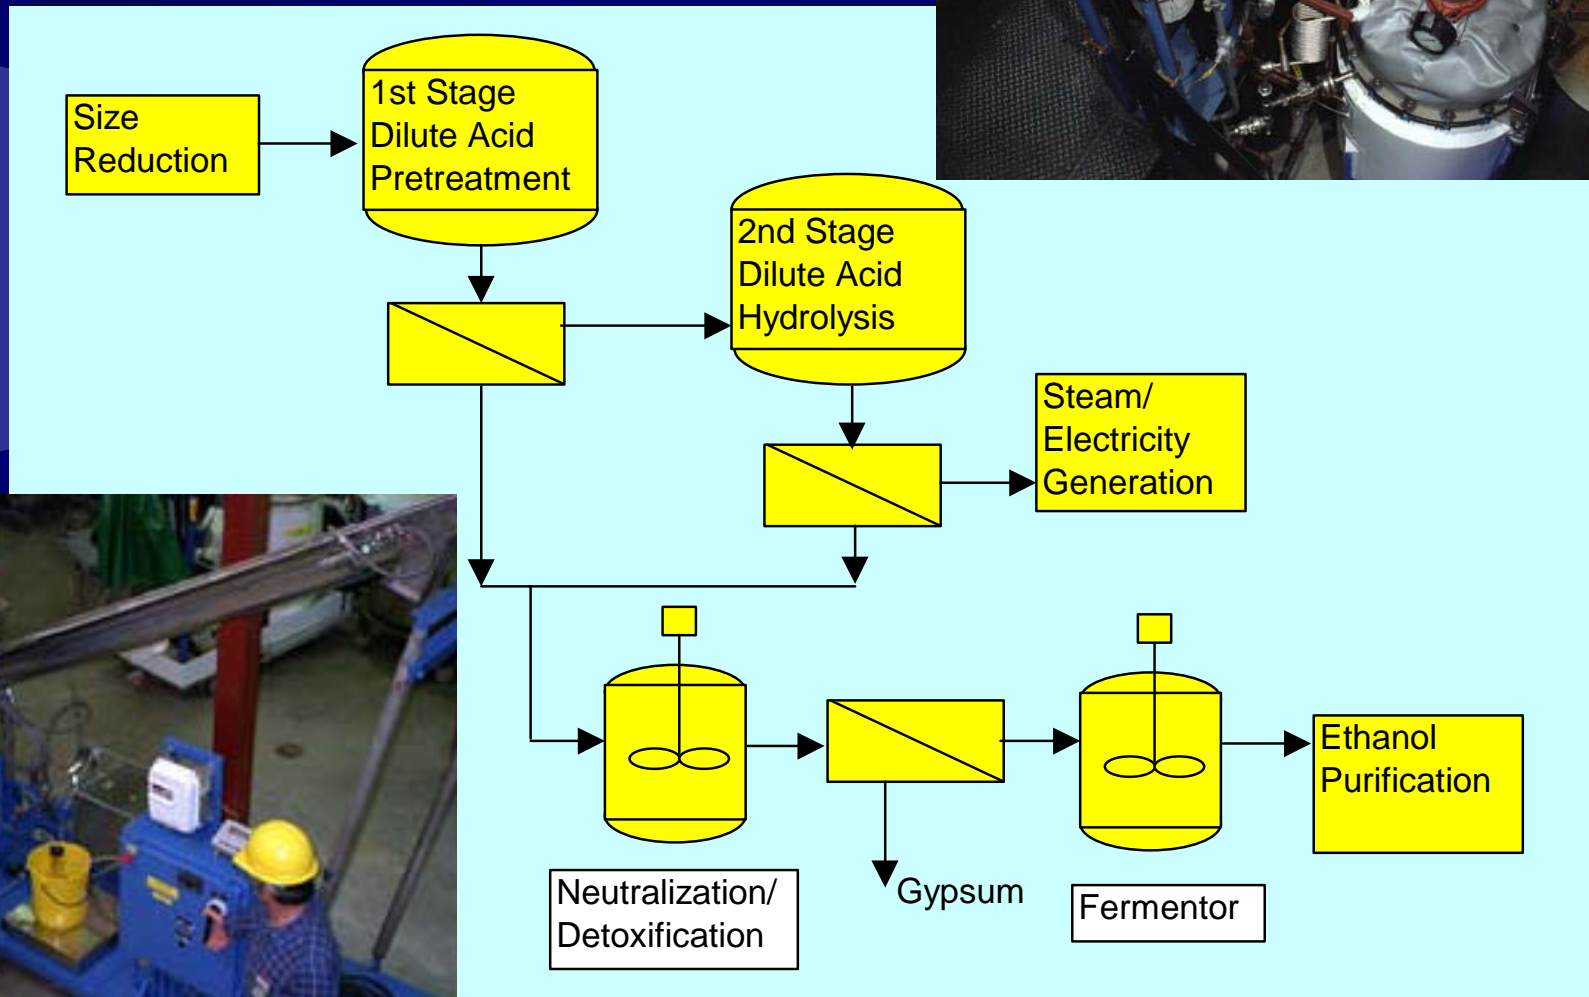 Size
Reduction
1st Stage
Dilute Acid
Pretreatment
2nd Stage
Dilute Acid
Hydrolysis
Steam/
Electricity
Generation
Ethanol
Purification
Neutralization/
Detoxification
Gypsum
Fermentor